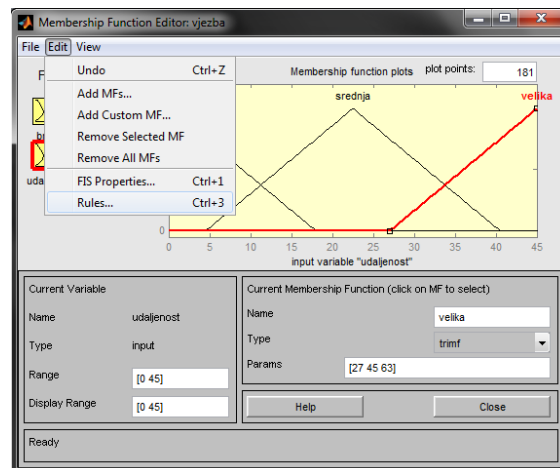 Membership Function Editor: vjezba
File Edit View
Undo Ctrl+Z
Add MFs...
Add Custom MF...
Remove Selected MF
Remove All MFs
FIS Properties... Ctrl+1
Rules... Ctrl+3
Membership function plots plot points: 181
srednja velika
0
0 5 10 15 20 25 30 35 40 45
input variable "udaljenost"
Current Variable
Name udaljenost
Type input
Range [0 45]
Display Range [0 45]
Current Membership Function (click on MF to select)
Name velika
Type trimf
Params [27 45 63]
Help Close
Ready